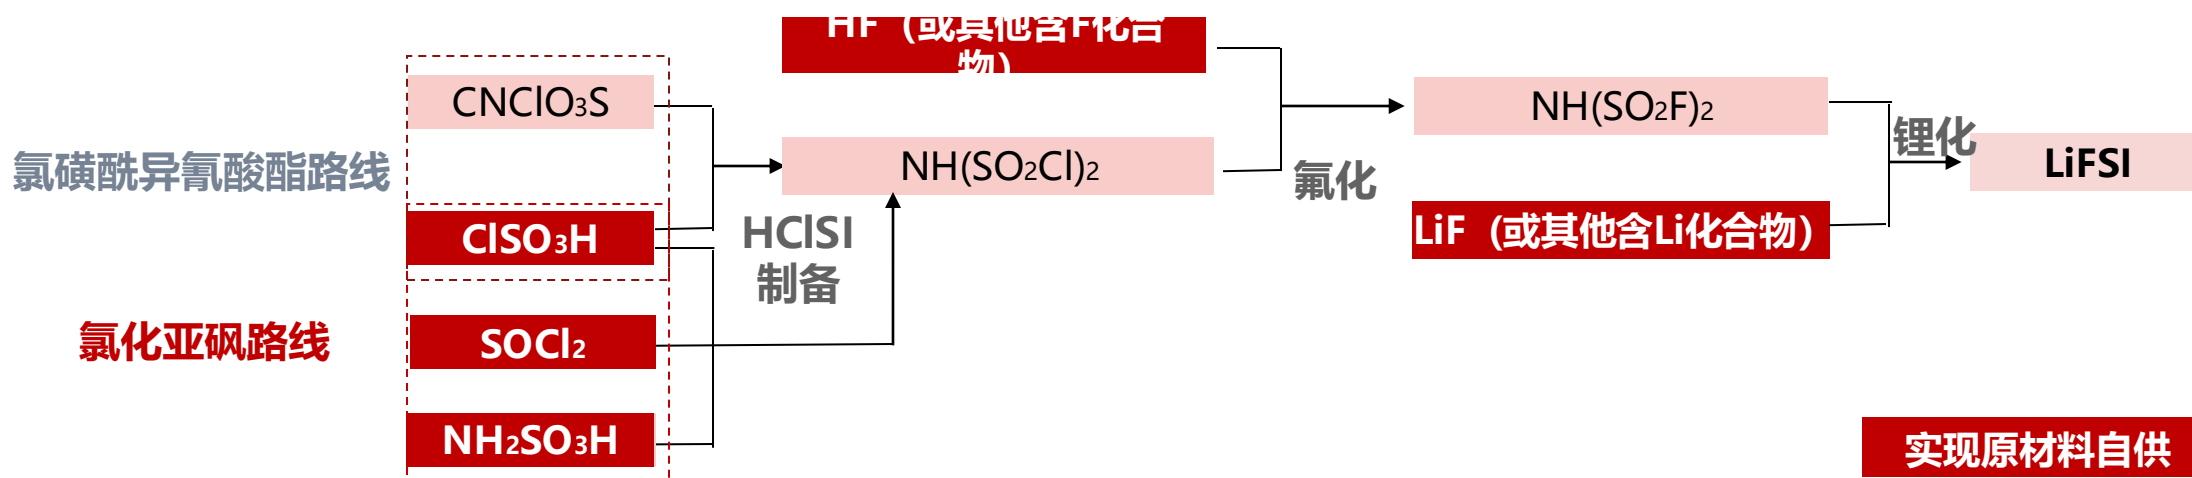 HF（或其他含F化合
物）
CNClO₃S
NH(SO₂F)₂
锂化
氯磺酰异氰酸酯路线
NH(SO₂Cl)₂
氟化
LiFSI
ClSO₃H
HClSI
制备
LiF（或其他含Li化合物）
氯化亚砜路线
SOCl₂
NH₂SO₃H
实现原材料自供